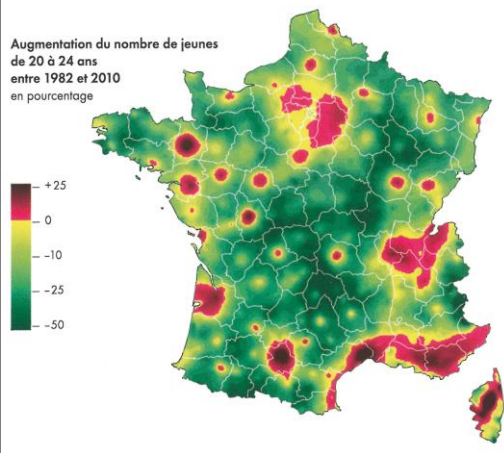 Augmentation du nombre de jeunes
de 20 à 24 ans
entre 1982 et 2010
en pourcentage
+25
0
-10
-25
-50